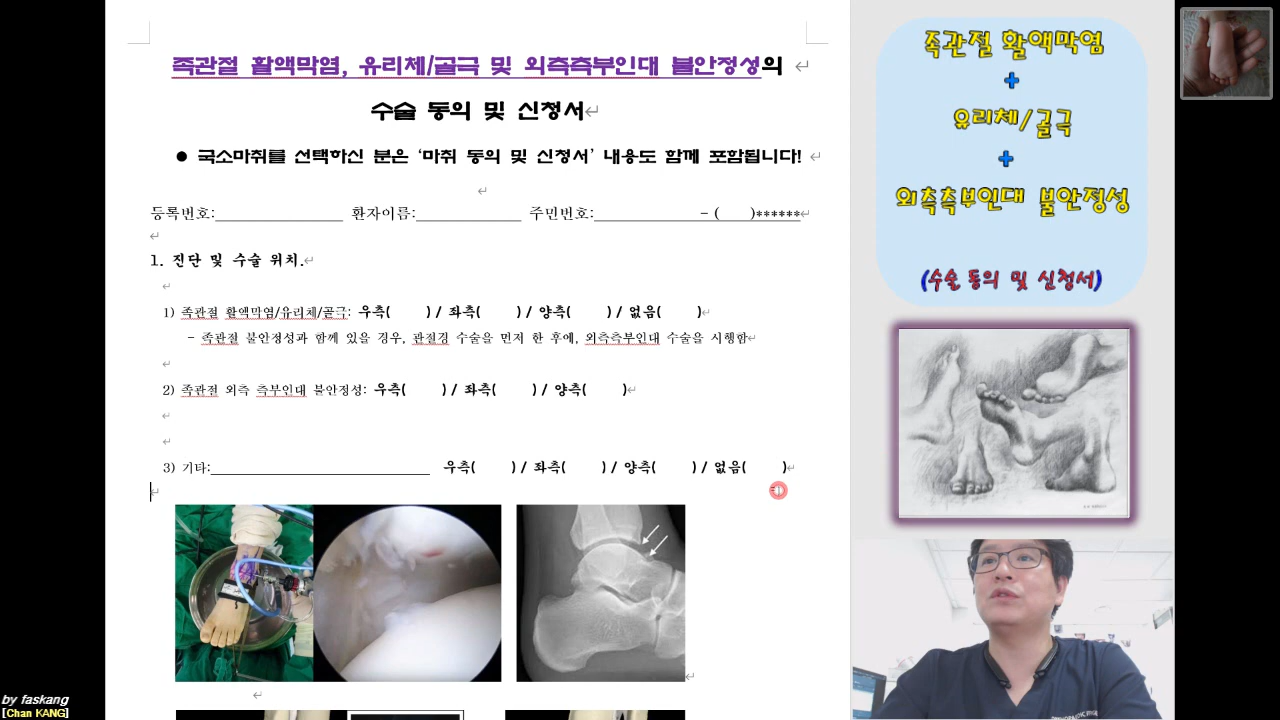 족관절 활액막염, 유리체/골극 및 외측측부인대 불안정성의
수술 동의 및 신청서
● 국소마취를 선택하신 분은 ‘마취 동의 및 신청서’ 내용도 함께 포함됩니다!
등록번호:________________ 환자이름:_____________ 주민번호:_____________ - ( )******
1. 진단 및 수술 위치.
1) 족관절 활액막염/유리체/골극: 우측( ) / 좌측( ) / 양측( ) / 없음( )
- 족관절 불안정성과 함께 있을 경우, 관절경 수술을 먼저 한 후에, 외측측부인대 수술을 시행함
2) 족관절 외측 측부인대 불안정성: 우측( ) / 좌측( ) / 양측( )
3) 기타:____________________________ 우측( ) / 좌측( ) / 양측( ) / 없음( )
족관절 활액막염
+
유리체/골극
+
외측측부인대 불안정성
(수술 동의 및 신청서)
by faskang
[Chan KANG]